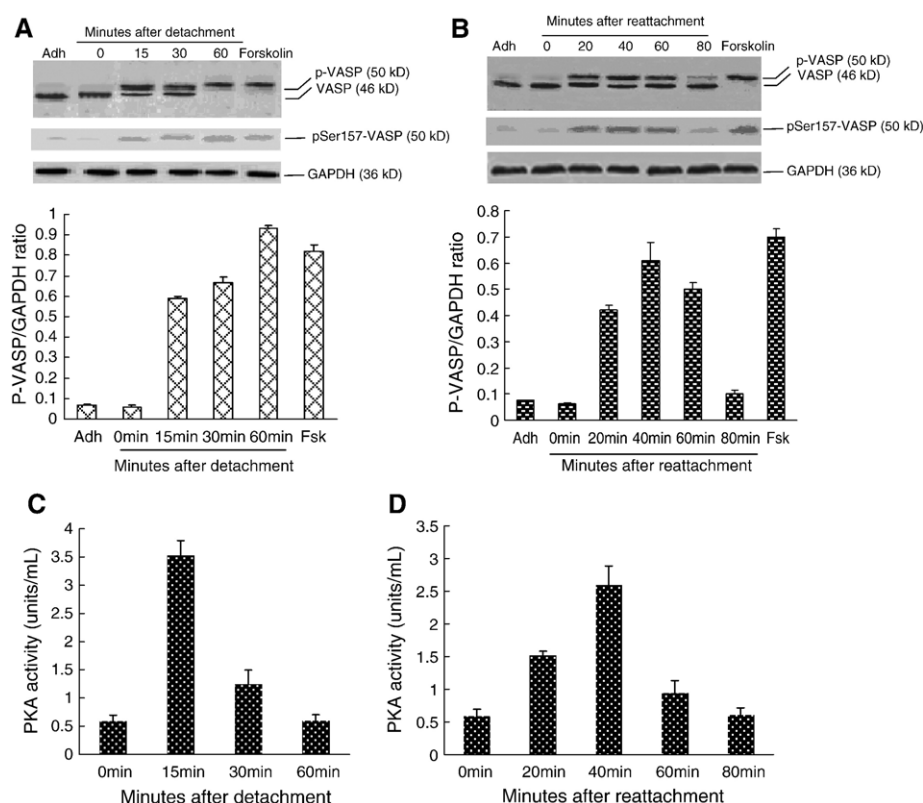 A
Minutes after detachment
Adh 0 15 30 60 Forskolin
p-VASP (50 kD)
VASP (46 kD)
pSer157-VASP (50 kD)
GAPDH (36 kD)
P-VASP/GAPDH ratio
1
0.9
0.8
0.7
0.6
0.5
0.4
0.3
0.2
0.1
0
Adh 0min 15min 30min 60min Fsk
Minutes after detachment
B
Minutes after reattachment
Adh 0 20 40 60 80 Forskolin
p-VASP (50 kD)
VASP (46 kD)
pSer157-VASP (50 kD)
GAPDH (36 kD)
P-VASP/GAPDH ratio
0.8
0.7
0.6
0.5
0.4
0.3
0.2
0.1
0
Adh 0min 20min 40min 60min 80min Fsk
Minutes after reattachment
C
PKA activity (units/mL)
4
3.5
3
2.5
2
1.5
1
0.5
0
0min 15min 30min 60min
Minutes after detachment
D
PKA activity (units/mL)
3.5
3
2.5
2
1.5
1
0.5
0
0min 20min 40min 60min 80min
Minutes after reattachment